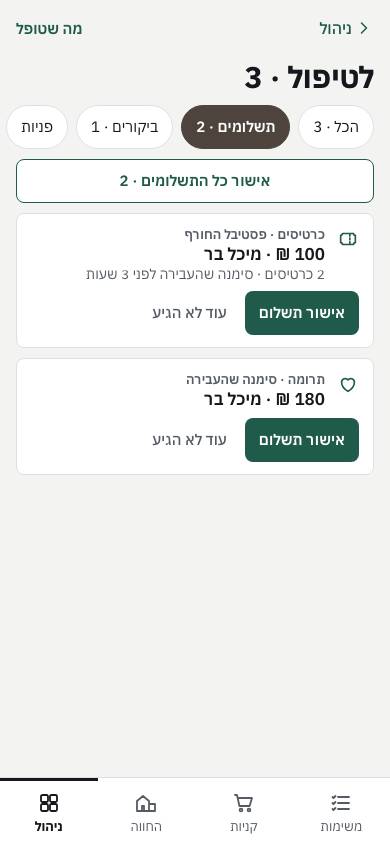 ניהול
מה שטופל
לטיפול · 3
הכל · 3
תשלומים · 2
ביקורים · 1
פניות
אישור כל התשלומים · 2
כרטיסים · פסטיבל החורף
100 ₪ · מיכל בר
2 כרטיסים · סימנה שהעבירה לפני 3 שעות
אישור תשלום
עוד לא הגיע
תרומה · סימנה שהעבירה
180 ₪ · מיכל בר
אישור תשלום
עוד לא הגיע
משימות
קניות
החווה
ניהול